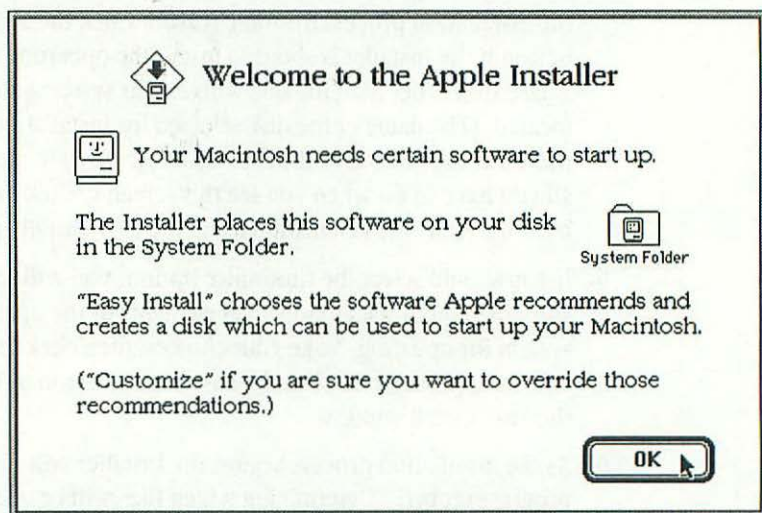 Welcome to the Apple Installer
Your Macintosh needs certain software to start up.
The Installer places this software on your disk
in the System Folder.
System Folder
"Easy Install" chooses the software Apple recommends and
creates a disk which can be used to start up your Macintosh.
("Customize" if you are sure you want to override those
recommendations.)
OK